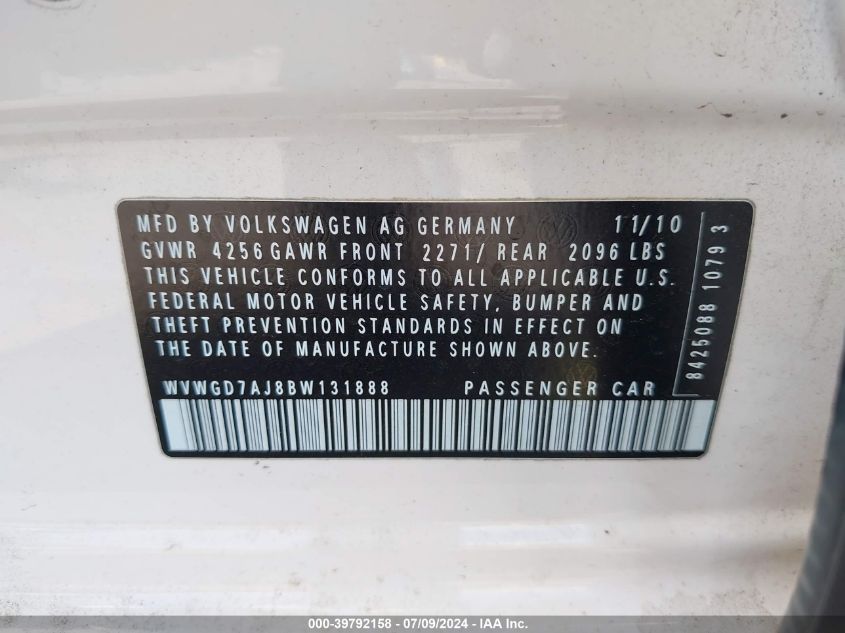 MFD BY VOLKSWAGEN AG GERMANY 11/10
GVWR 4256 GAWR FRONT 2271/ REAR 2096 LBS
THIS VEHICLE CONFORMS TO ALL APPLICABLE U.S.
FEDERAL MOTOR VEHICLE SAFETY, BUMPER AND
THEFT PREVENTION STANDARDS IN EFFECT ON
THE DATE OF MANUFACTURE SHOWN ABOVE.
WVWGD7AJ8BW131888 PASSENGER CAR
8425088 1079 3
000-39792158 - 07/09/2024 - IAA Inc.